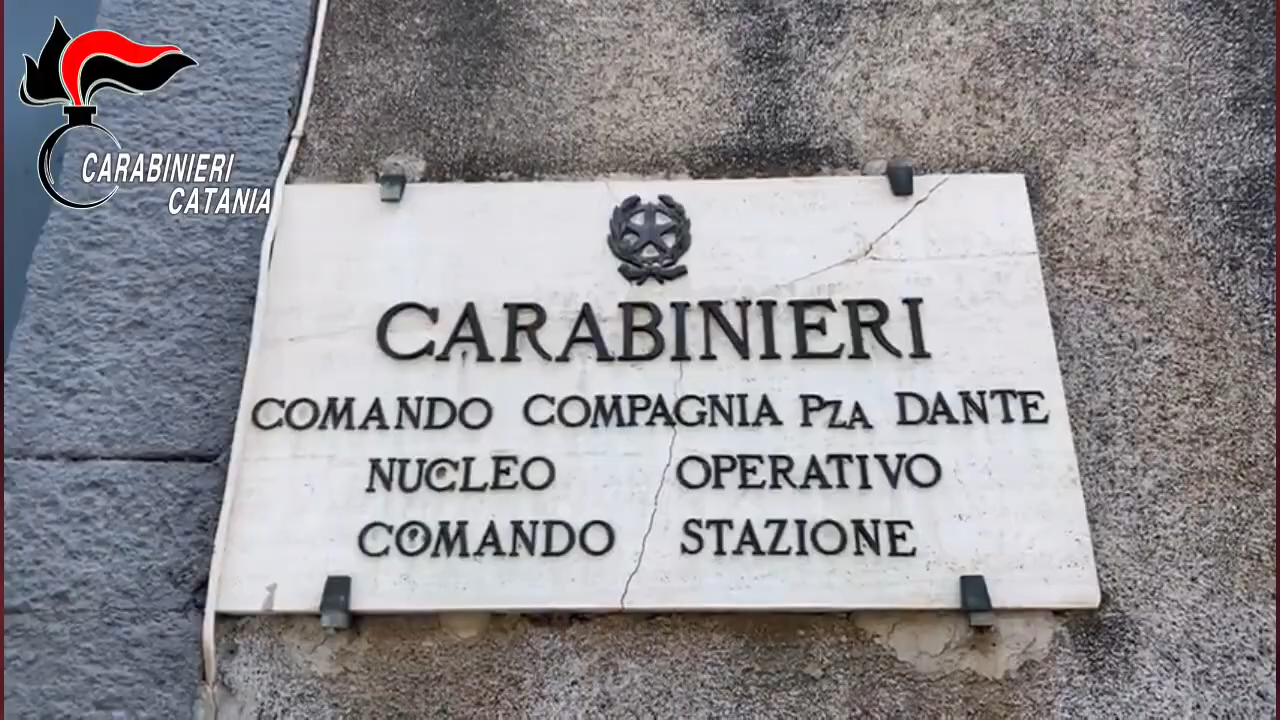 CARABINIERI
CATANIA
CARABINIERI
COMANDO COMPAGNIA PZA DANTE
NUCLEO OPERATIVO
COMANDO STAZIONE